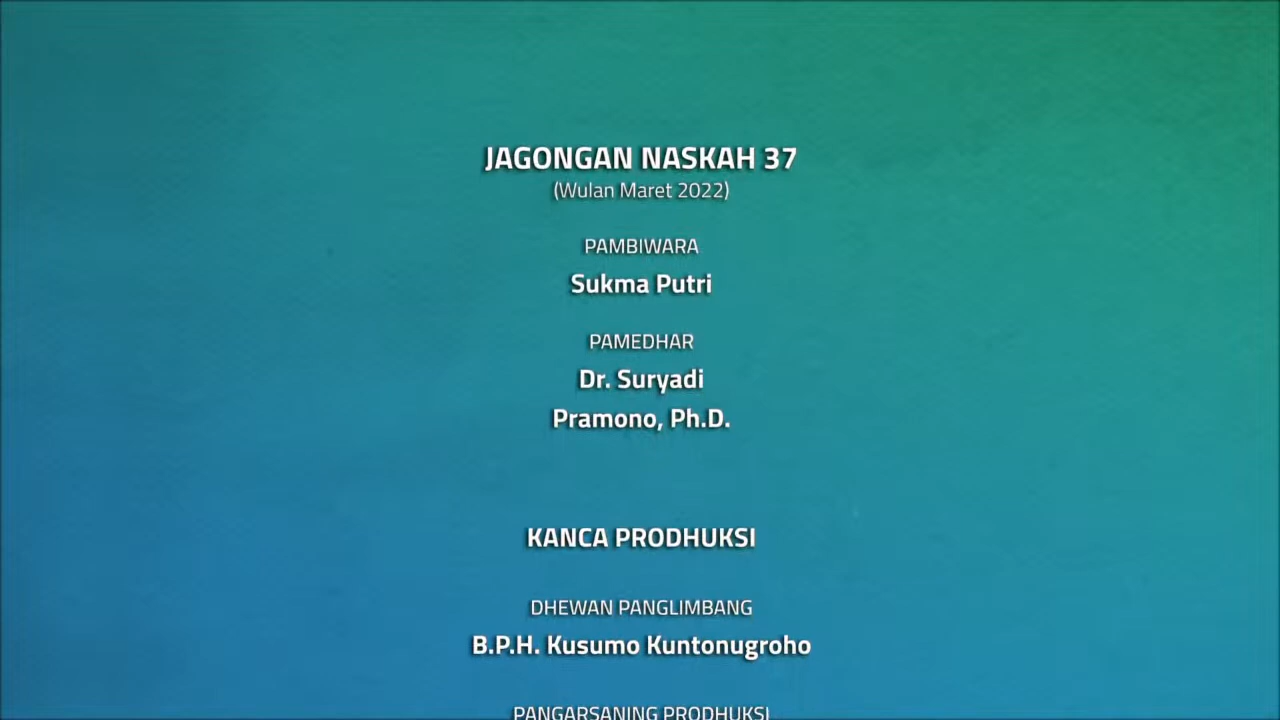 JAGONGAN NASKAH 37
(Wulan Maret 2022)
PAMBIWARA
Sukma Putri
PAMEDHAR
Dr. Suryadi
Pramono, Ph.D.
KANCA PRODHUKSI
DHEWAN PANGLIMBANG
B.P.H. Kusumo Kuntonugroho
PANGARSANING PRODHUKSI